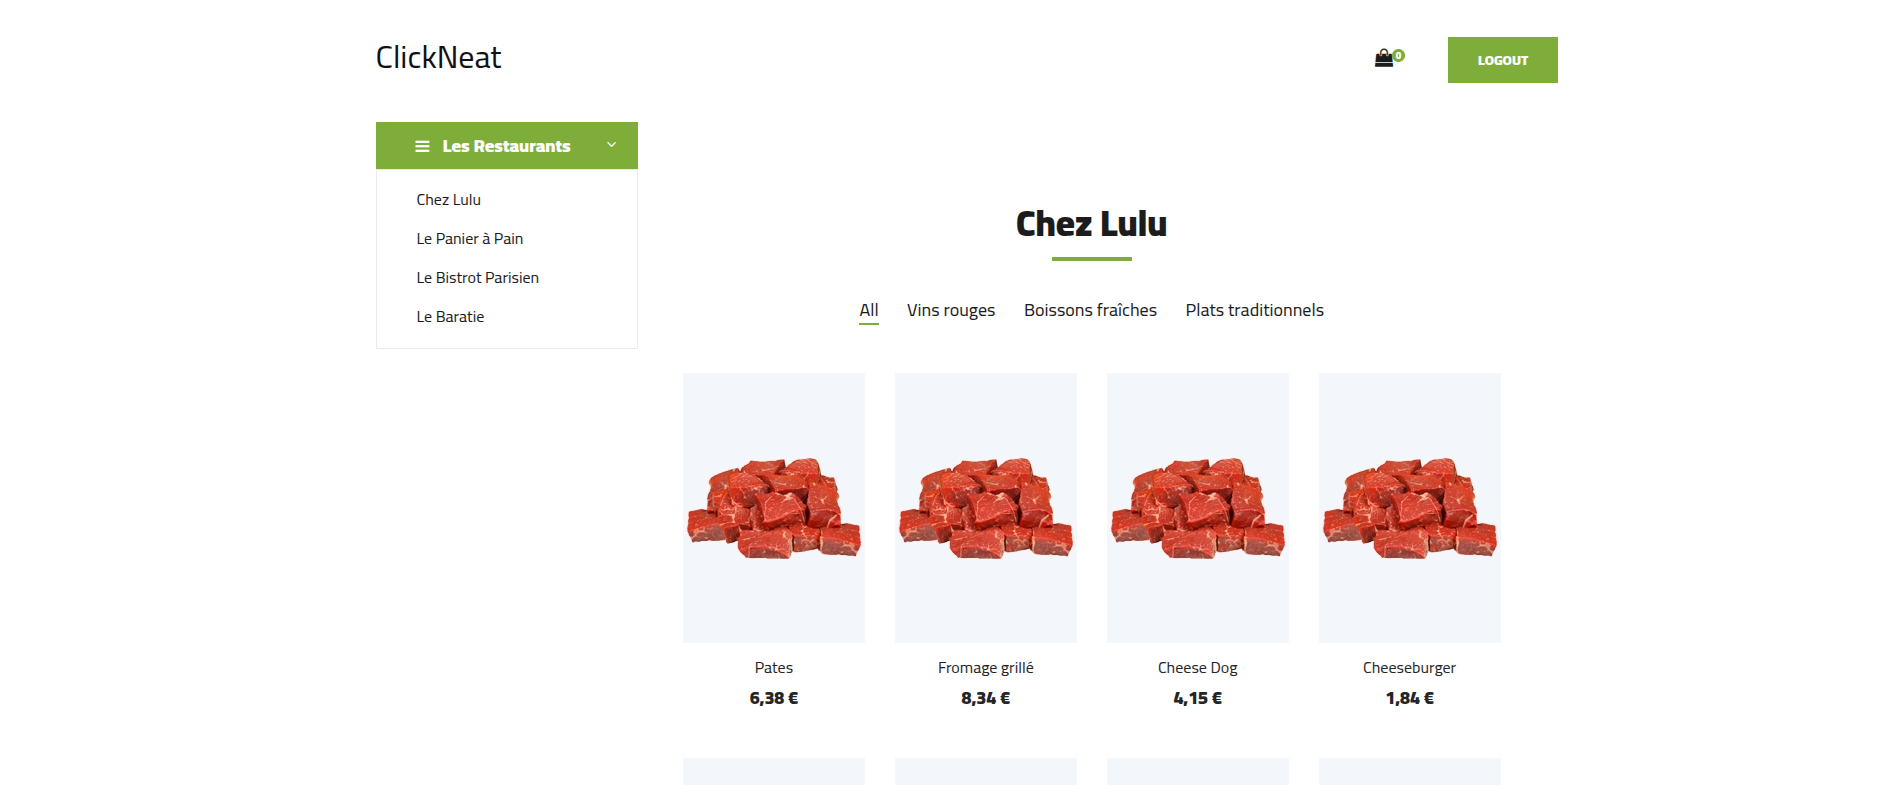 ClickNeat
0
LOGOUT
Les Restaurants
Chez Lulu
Le Panier à Pain
Le Bistrot Parisien
Le Baratie
Chez Lulu
All Vins rouges Boissons fraîches Plats traditionnels
Pates Fromage grillé Cheese Dog Cheeseburger
6,38 € 8,34 € 4,15 € 1,84 €